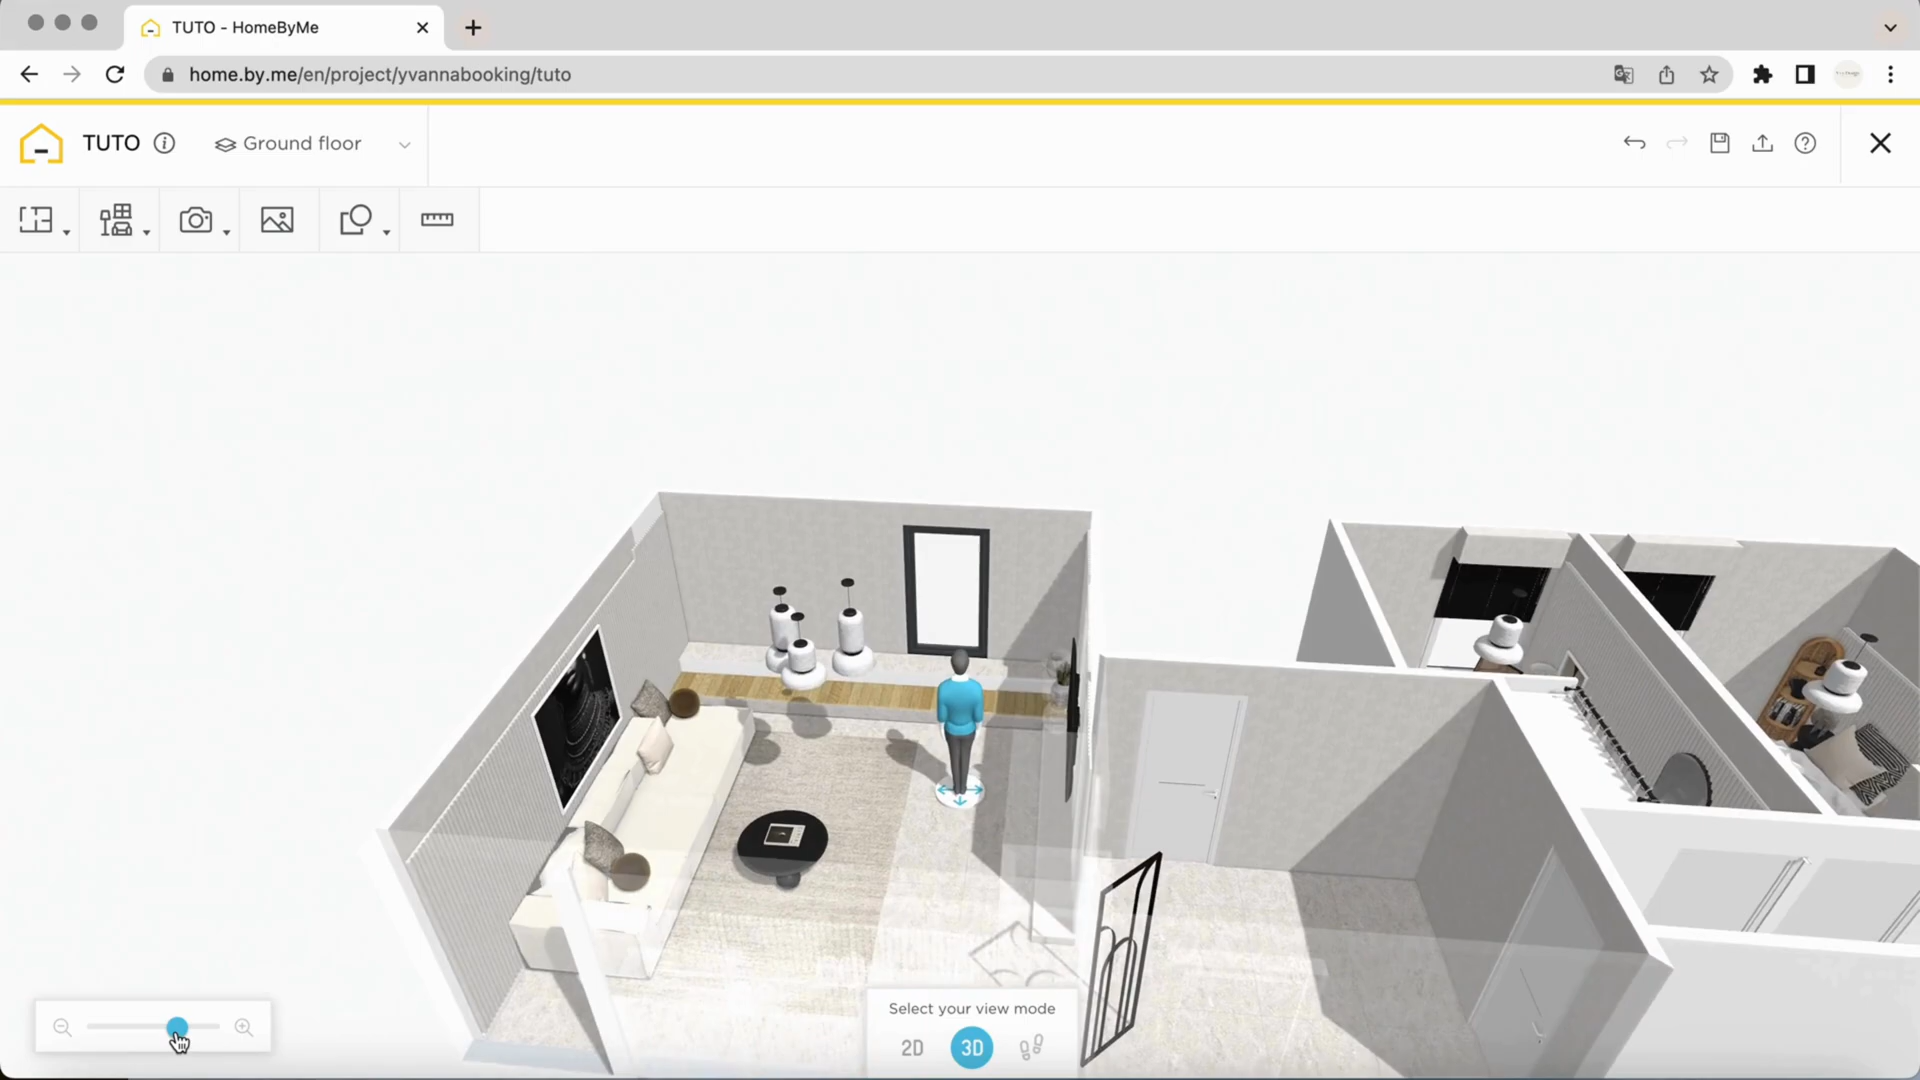 TUTO - HomeByMe
home.by.me/en/project/yvannabooking/tuto
TUTO
Ground floor
Select your view mode
2D
3D